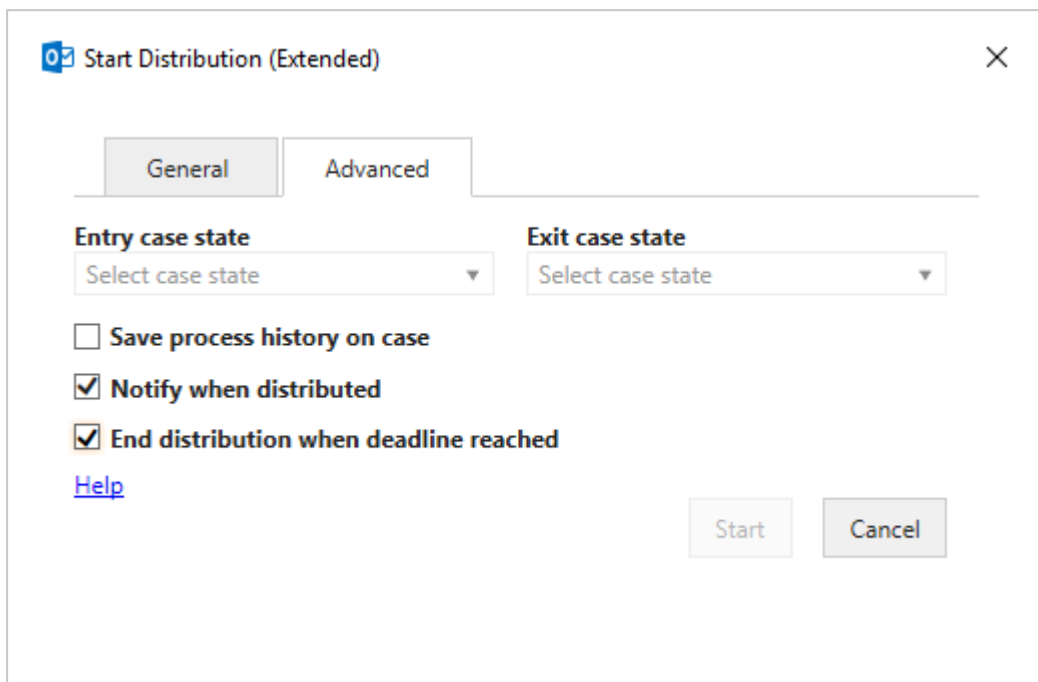 Start Distribution (Extended)
General Advanced
Entry case state Exit case state
Select case state Select case state
Save process history on case
Notify when distributed
End distribution when deadline reached
Help
Start Cancel